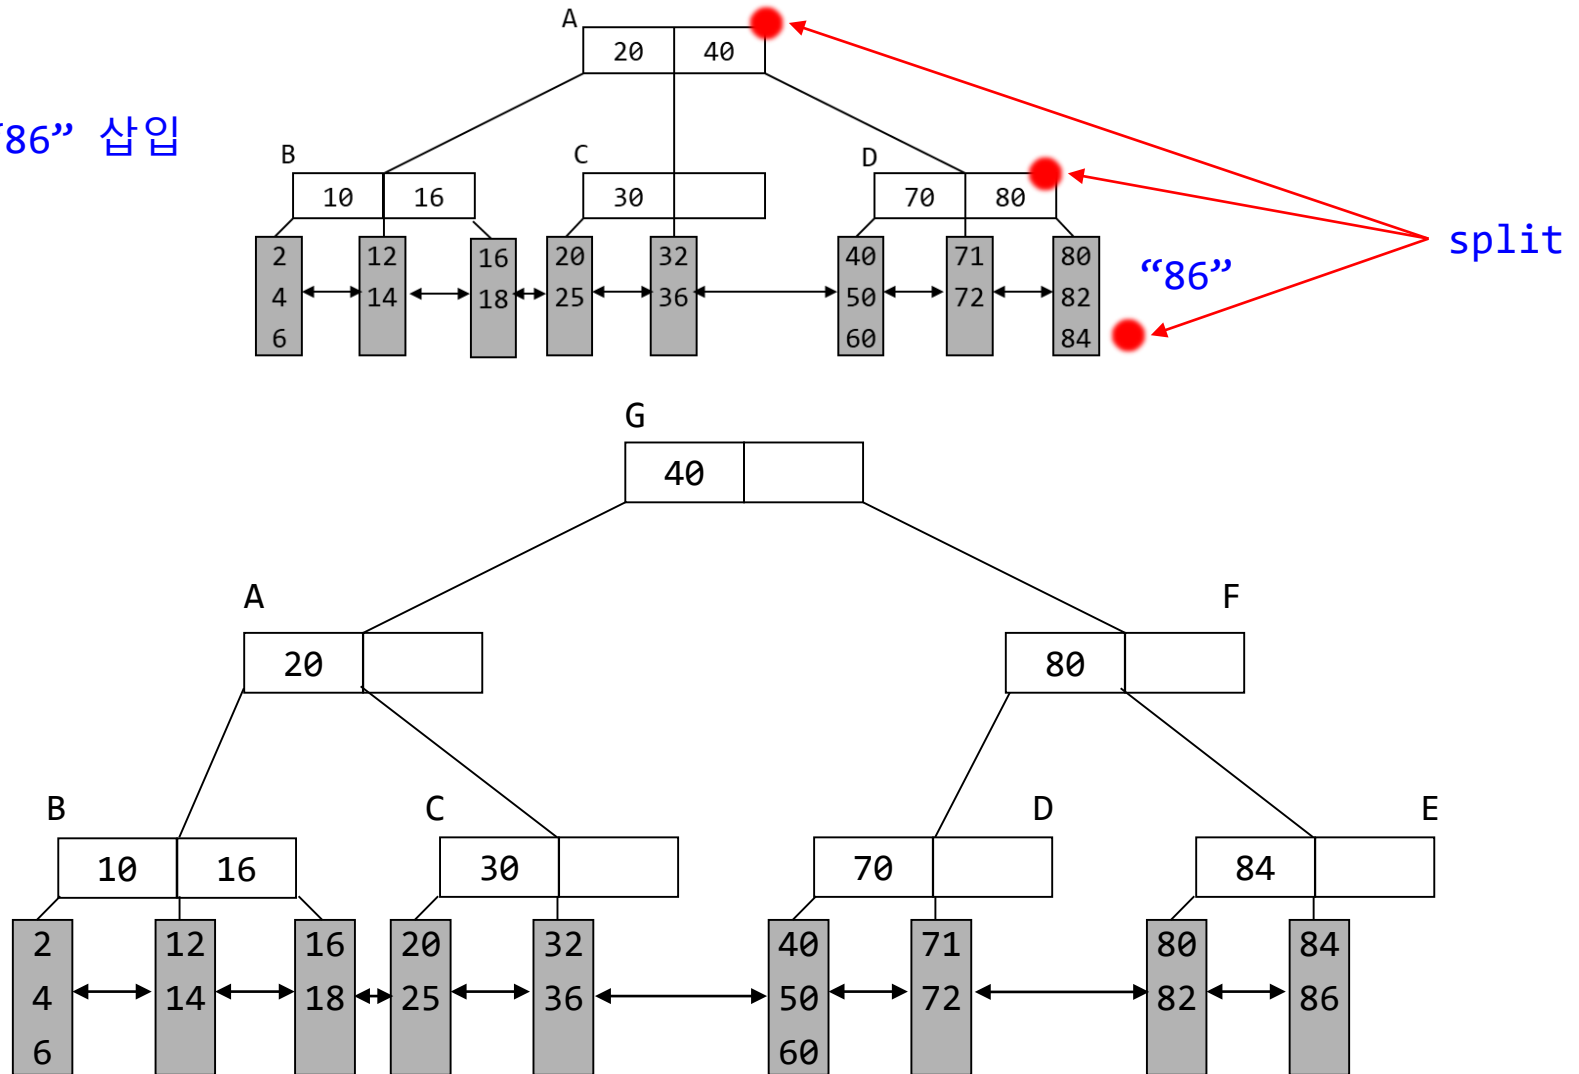 A
20 40
“86” 삽입
B C D
10 16 30 70 80
split
2 12 16 20 32 40 71 80
“86”
4 14 18 25 36 50 72 82
6 60 84
G
40
A F
20 80
B C D E
10 16 30 70 84
2 12 16 20 32 40 71 80 84
4 14 18 25 36 50 72 82 86
6 60